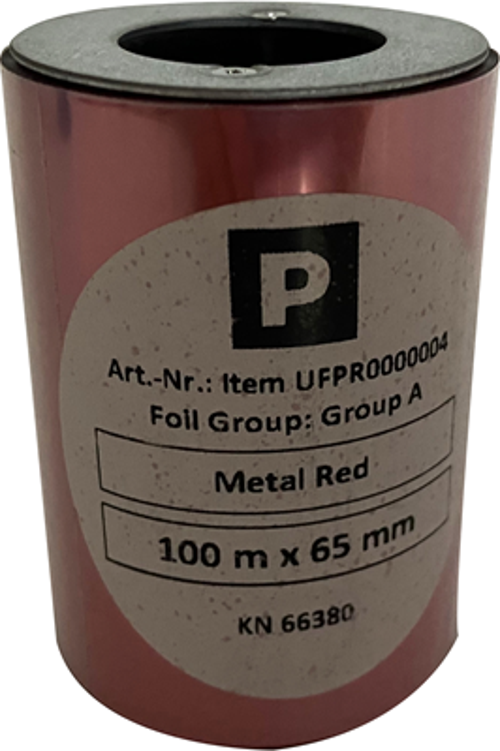 P
Art.-Nr.: Item UFPR0000004
Foil Group: Group A
Metal Red
100 m x 65 mm
KN 66380